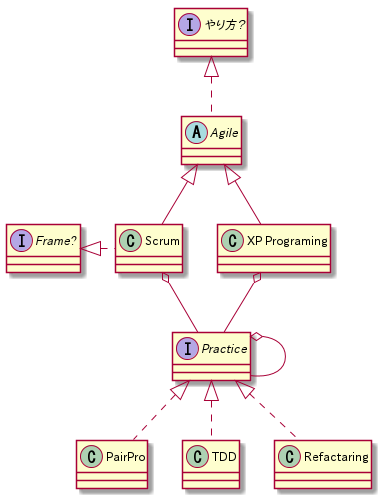 I やり方？
A Agile
I Frame?
C Scrum
C XP Programing
I Practice
C PairPro
C TDD
C Refactaring